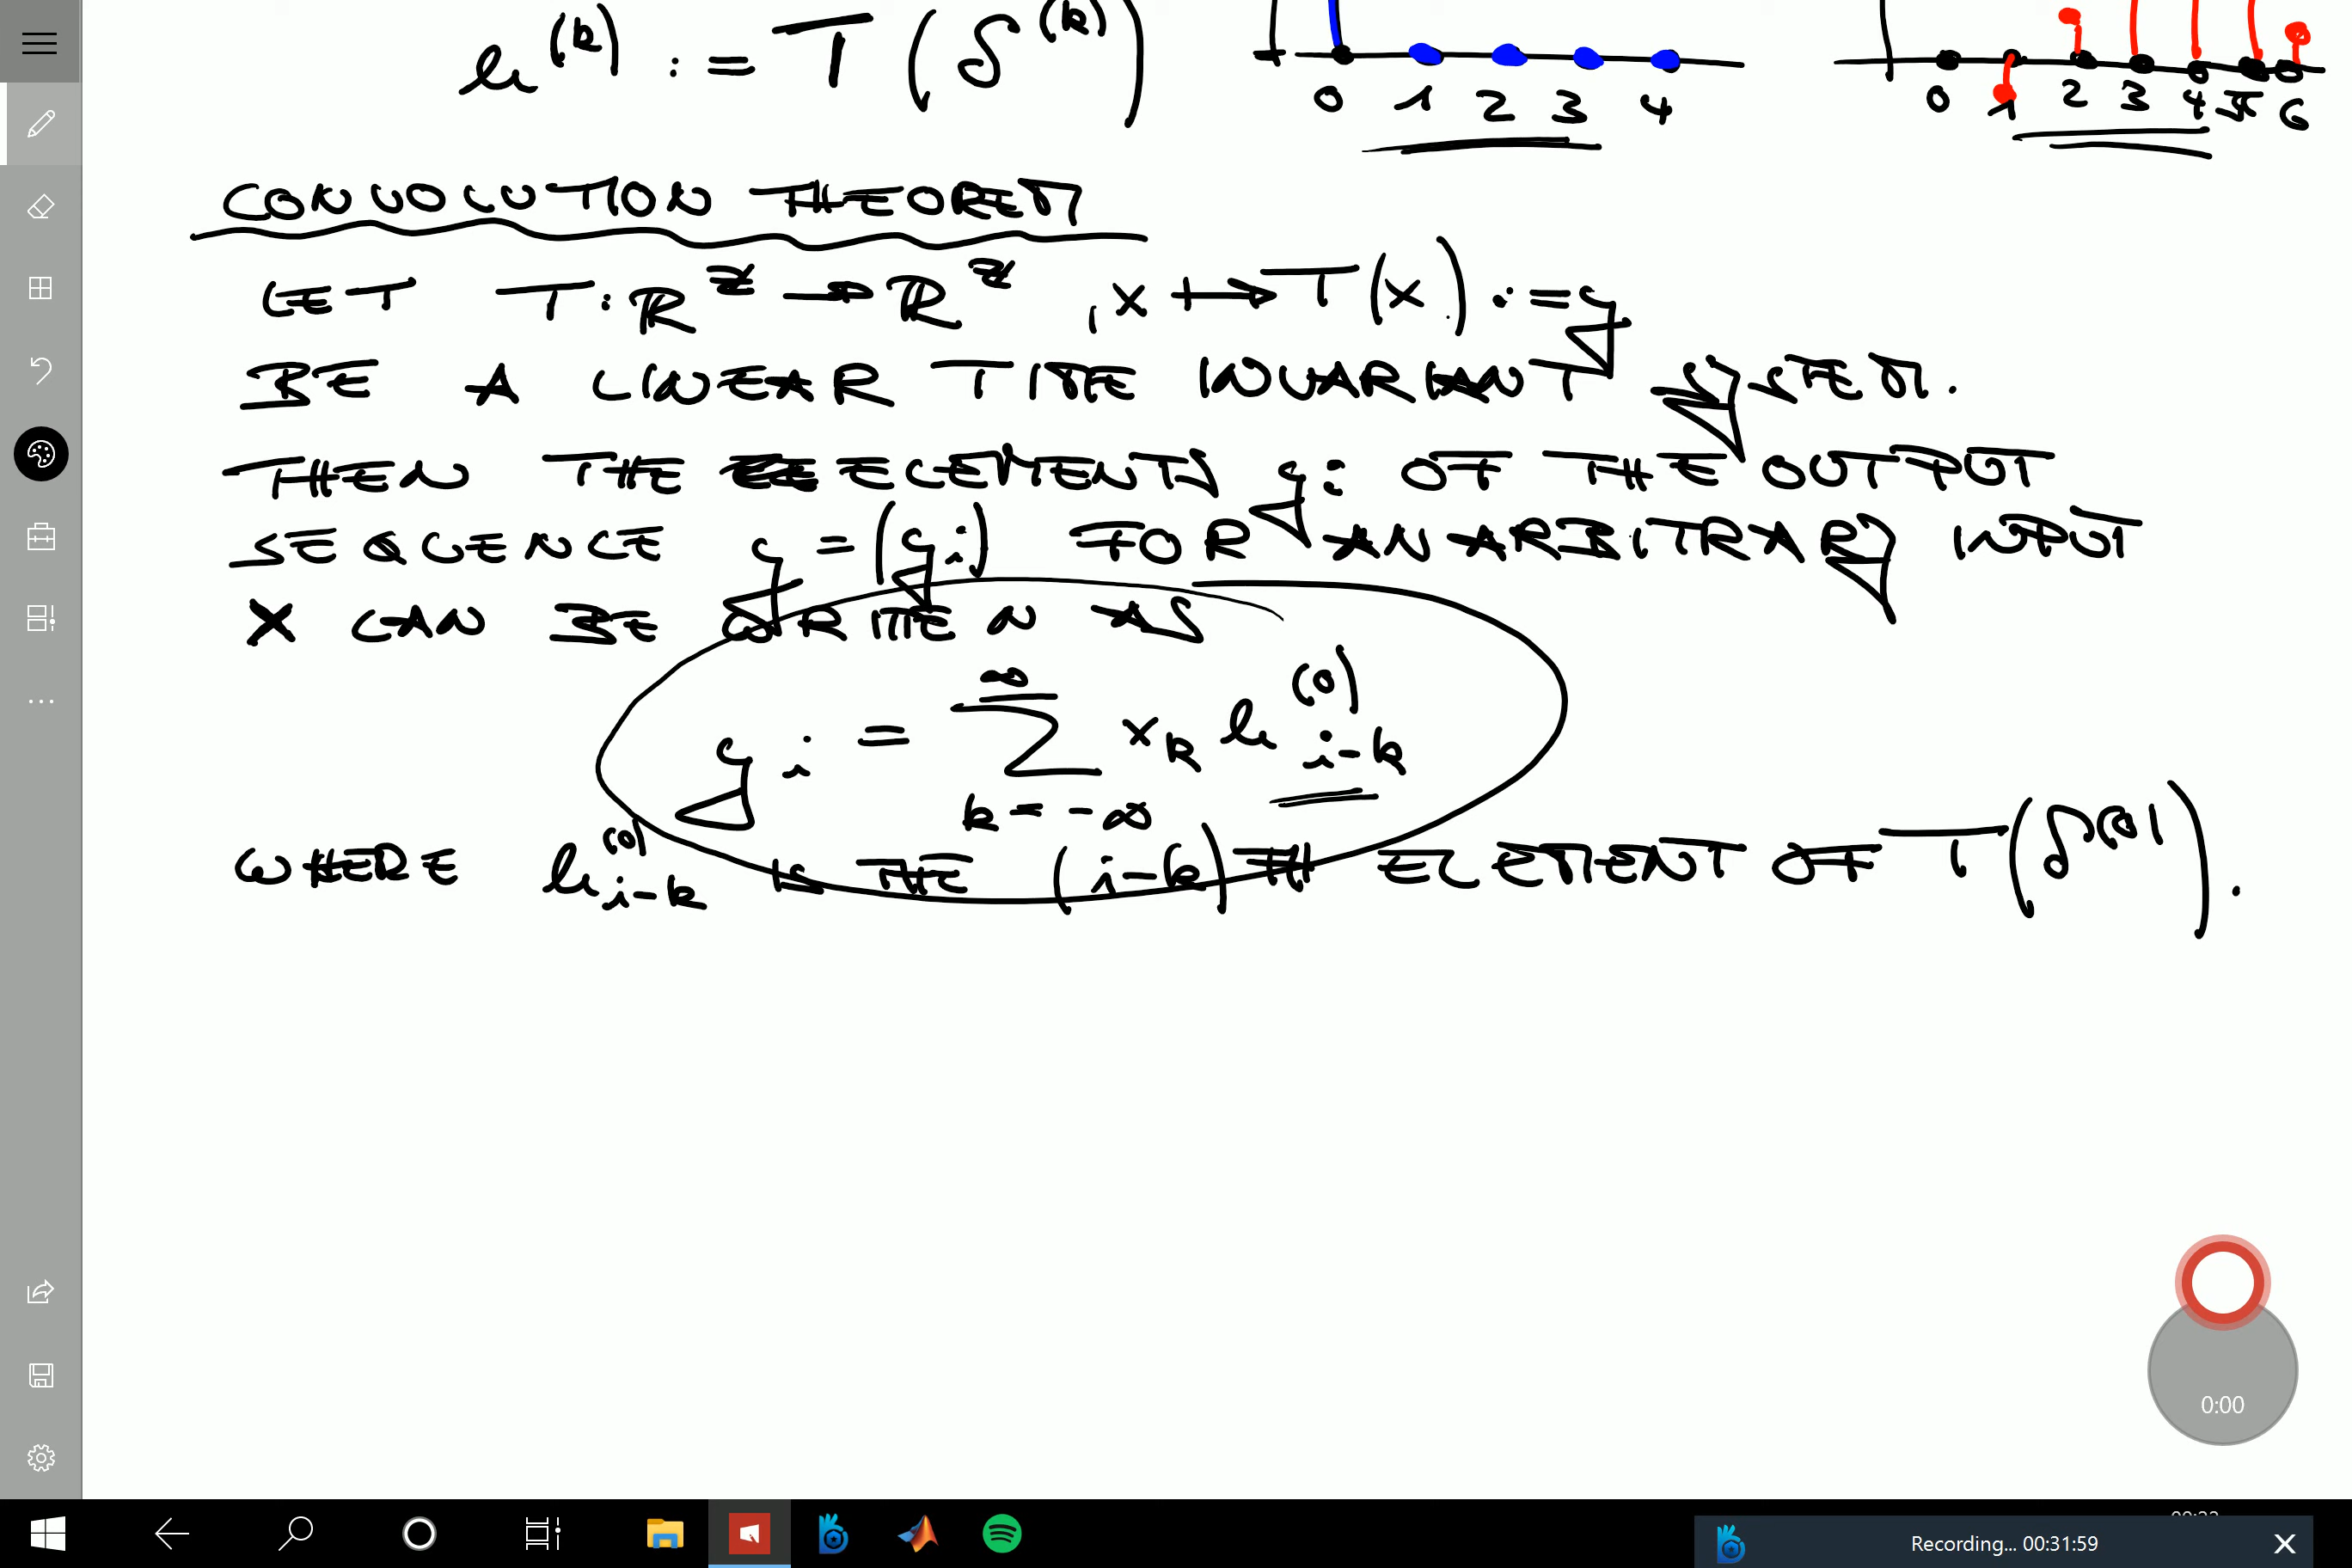 h^(k) := T(δ^(k))
0 1 2 3 4
0 1 2 3 4 5 6
CONVOLUTION THEOREM
LET T: ℝ^ℤ → ℝ^ℤ, x ↦ T(x) := y
BE A LINEAR TIME INVARIANT SYSTEM.
THEN THE ELEMENTS y_i OF THE OUTPUT
SEQUENCE y = (y_i) FOR AN ARBITRARY INPUT
X CAN BE WRITTEN AS
y_i = ∑_{k=-∞}^{∞} x_k h^(0)_{i-k}
WHERE h^(0)_{i-k} IS THE (i-k)TH ELEMENT OF T(δ^(0)).
0:00
Recording... 00:31:59